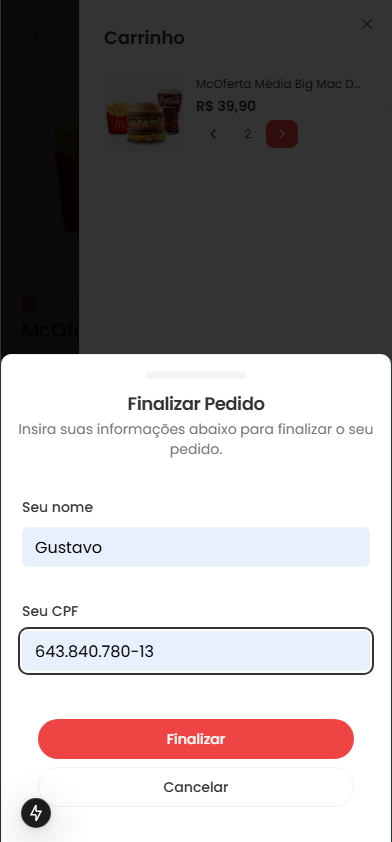 Carrinho
McOferta Média Big Mac D...
R$ 39,90
2
McOfe
Finalizar Pedido
Insira suas informações abaixo para finalizar o seu
pedido.
Seu nome
Gustavo
Seu CPF
643.840.780-13
Finalizar
Cancelar